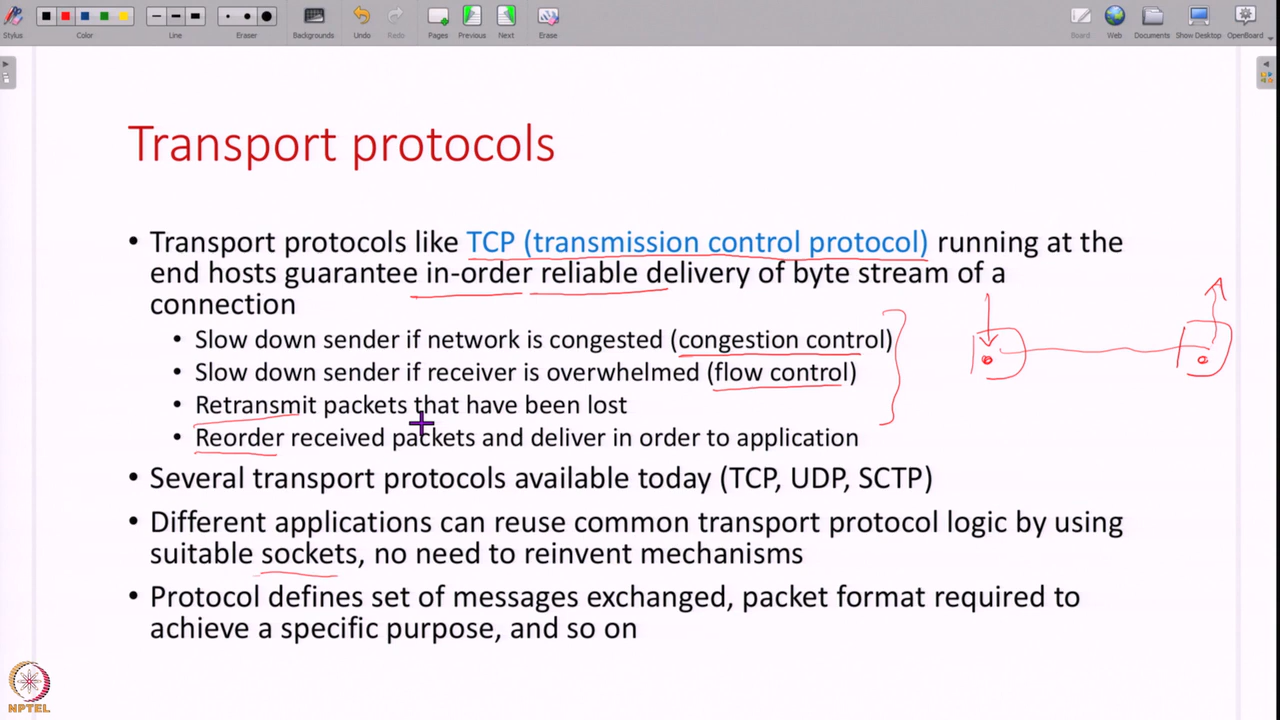 Stylus
Color
Line
Eraser
Backgrounds
Undo
Redo
Pages
Previous
Next
Erase
Board
Web
Documents
Show Desktop
OpenBoard
Transport protocols
• Transport protocols like TCP (transmission control protocol) running at the
end hosts guarantee in-order reliable delivery of byte stream of a
connection
• Slow down sender if network is congested (congestion control)
• Slow down sender if receiver is overwhelmed (flow control)
• Retransmit packets that have been lost
• Reorder received packets and deliver in order to application
• Several transport protocols available today (TCP, UDP, SCTP)
• Different applications can reuse common transport protocol logic by using
suitable sockets, no need to reinvent mechanisms
• Protocol defines set of messages exchanged, packet format required to
achieve a specific purpose, and so on
NPTEL